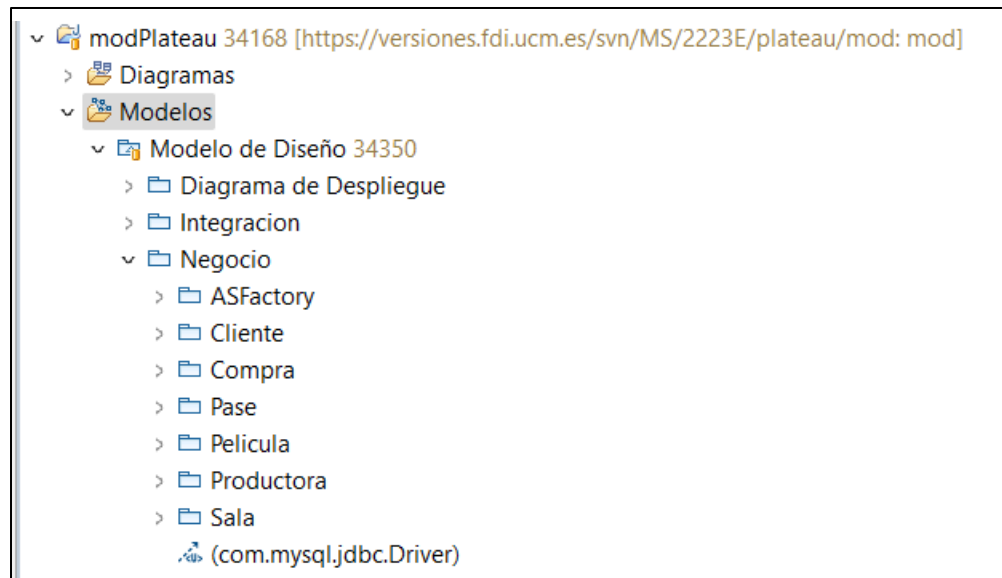 modPlateau 34168 [https://versiones.fdi.ucm.es/svn/MS/2223E/plateau/mod: mod]
Diagramas
Modelos
Modelo de Diseño 34350
Diagrama de Despliegue
Integracion
Negocio
ASFactory
Cliente
Compra
Pase
Pelicula
Productora
Sala
(com.mysql.jdbc.Driver)